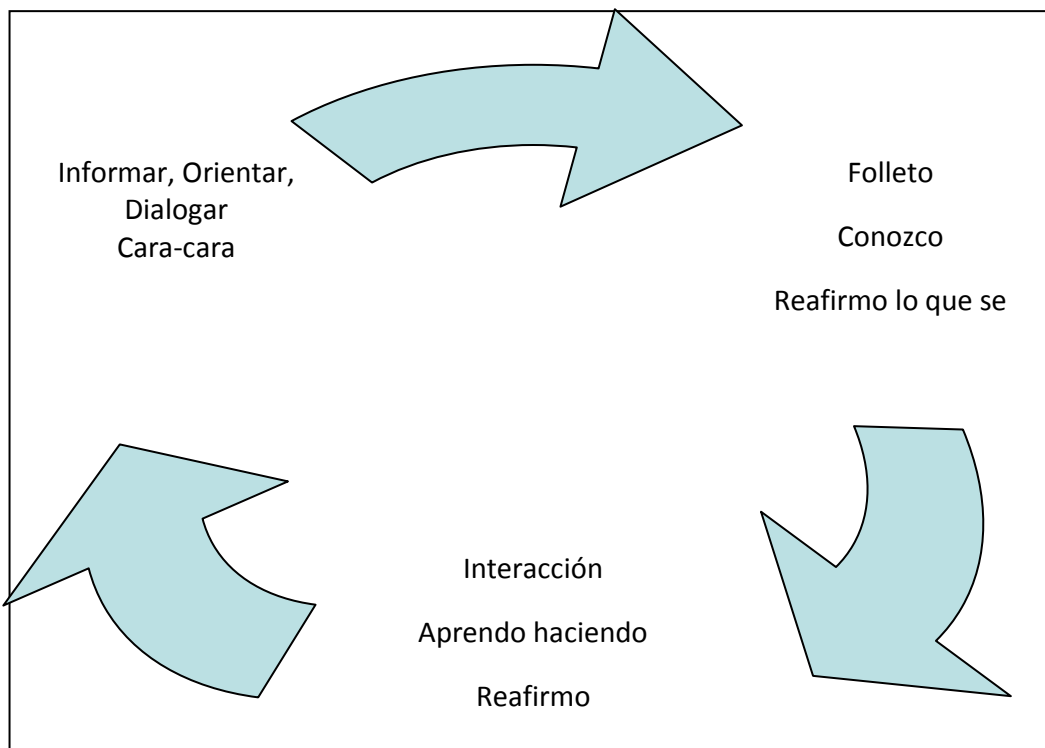 Informar, Orientar,
Dialogar
Cara-cara
Folleto
Conozco
Reafirmo lo que se
Interacción
Aprendo haciendo
Reafirmo